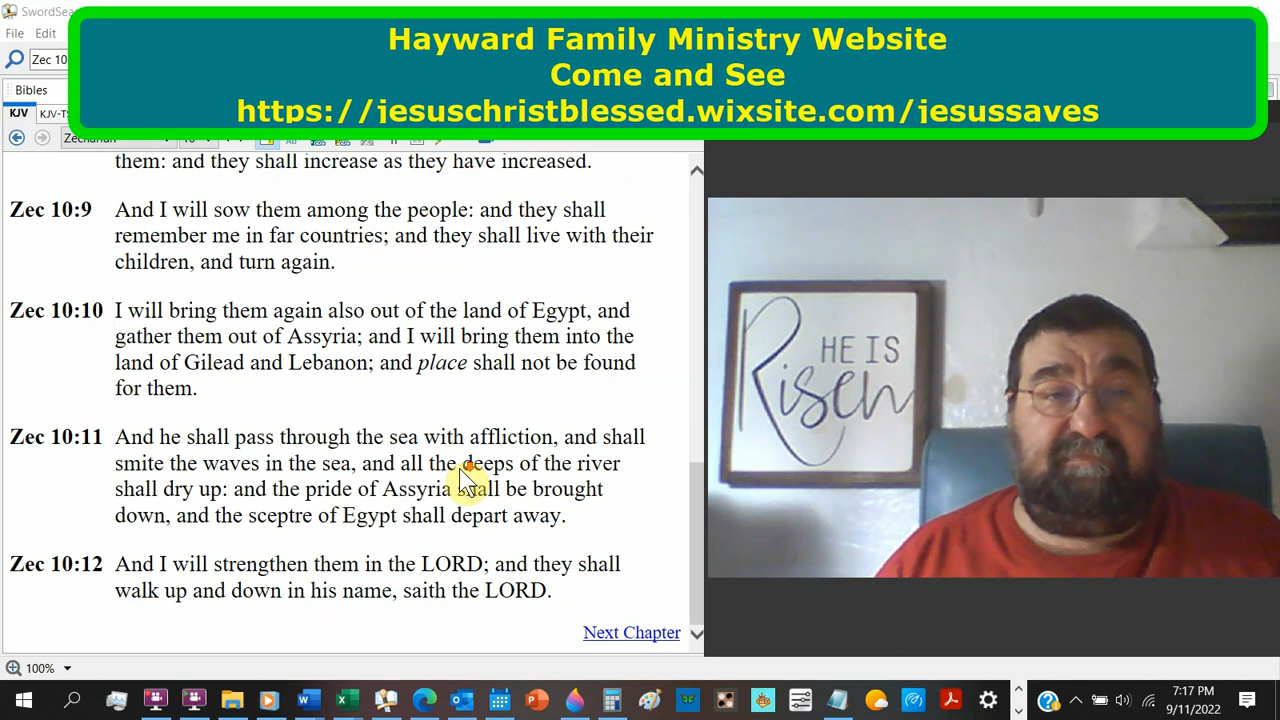 SwordSea
File Edit
Hayward Family Ministry Website
Come and See
https://jesuschristblessed.wixsite.com/jesussaves
Zec 10
Bibles
KJV
them: and they shall increase as they have increased.
Zec 10:9 And I will sow them among the people: and they shall
remember me in far countries; and they shall live with their
children, and turn again.
Zec 10:10 I will bring them again also out of the land of Egypt, and
gather them out of Assyria; and I will bring them into the
land of Gilead and Lebanon; and place shall not be found
for them.
Zec 10:11 And he shall pass through the sea with affliction, and shall
smite the waves in the sea, and all the deeps of the river
shall dry up: and the pride of Assyria shall be brought
down, and the sceptre of Egypt shall depart away.
Zec 10:12 And I will strengthen them in the LORD; and they shall
walk up and down in his name, saith the LORD.
Next Chapter
HE IS
Risen
100%
7:17 PM
9/11/2022